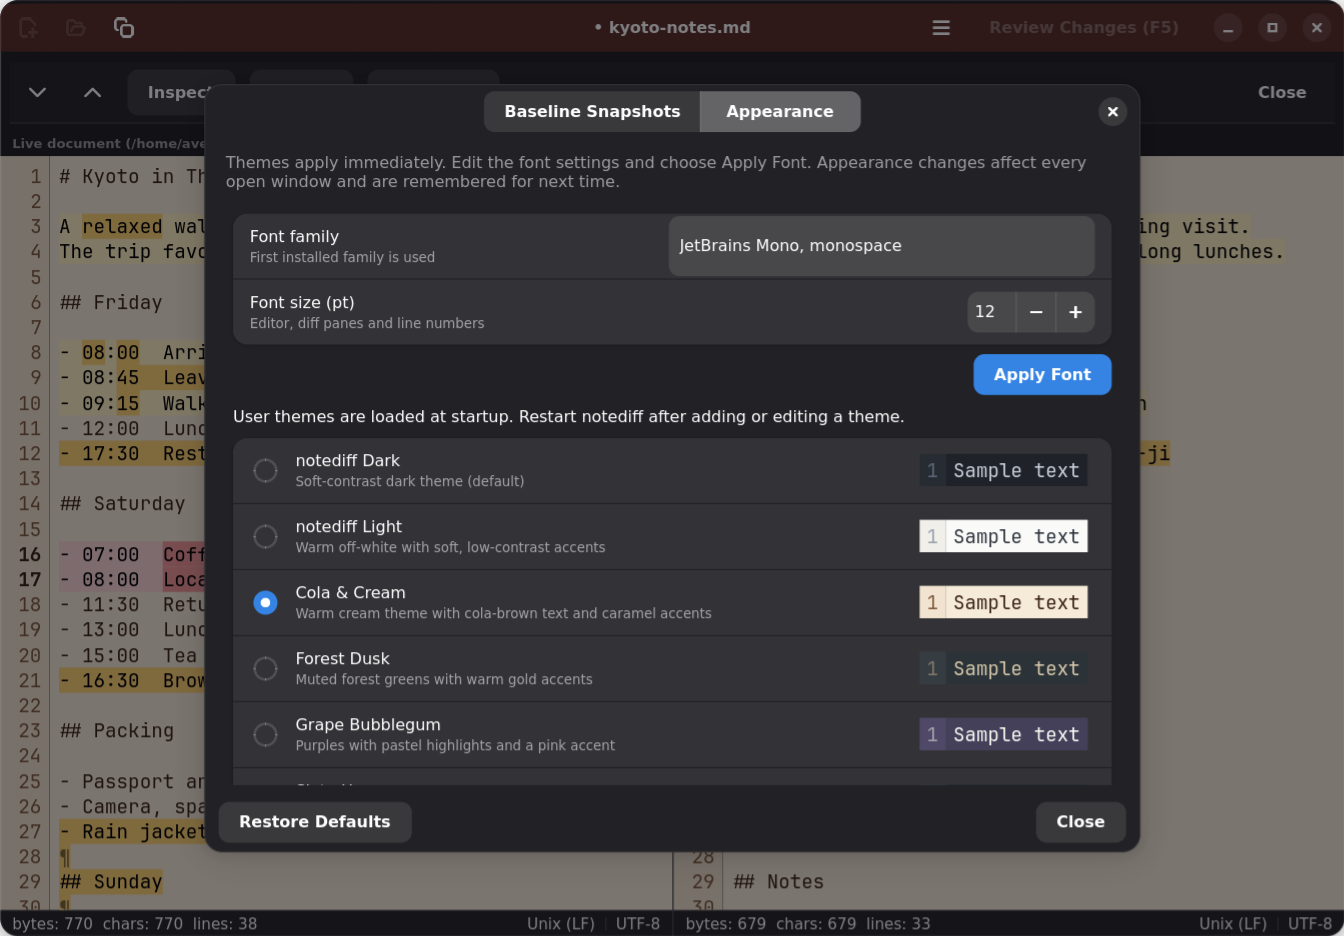 • kyoto-notes.md
Review Changes (F5)
Close
Live document
Baseline Snapshots
Appearance
Themes apply immediately. Edit the font settings and choose Apply Font. Appearance changes affect every
open window and are remembered for next time.
Font family
First installed family is used
JetBrains Mono, monospace
Font size (pt)
Editor, diff panes and line numbers
12
Apply Font
User themes are loaded at startup. Restart notediff after adding or editing a theme.
notediff Dark
Soft-contrast dark theme (default)
1 Sample text
notediff Light
Warm off-white with soft, low-contrast accents
1 Sample text
Cola & Cream
Warm cream theme with cola-brown text and caramel accents
1 Sample text
Forest Dusk
Muted forest greens with warm gold accents
1 Sample text
Grape Bubblegum
Purples with pastel highlights and a pink accent
1 Sample text
Restore Defaults
Close
1 # Kyoto in
2
3 A relaxed
4 The trip
5
6 ## Friday
7
8 - 08:00
9 - 08:45
10 - 09:15
11 - 12:00
12 - 17:30
13
14 ## Saturday
15
16 - 07:00
17 - 08:00
18 - 11:30
19 - 13:00
20 - 15:00 Tea
21 - 16:30
22
23 ## Packing
24
25 - Passport
26 - Camera,
27 - Rain jacket
28 ¶
29 ## Sunday
30 ¶
visit.
long lunches.
28
29 ## Notes
30
bytes: 770 chars: 770 lines: 38
Unix (LF)
UTF-8
bytes: 679 chars: 679 lines: 33
Unix (LF)
UTF-8